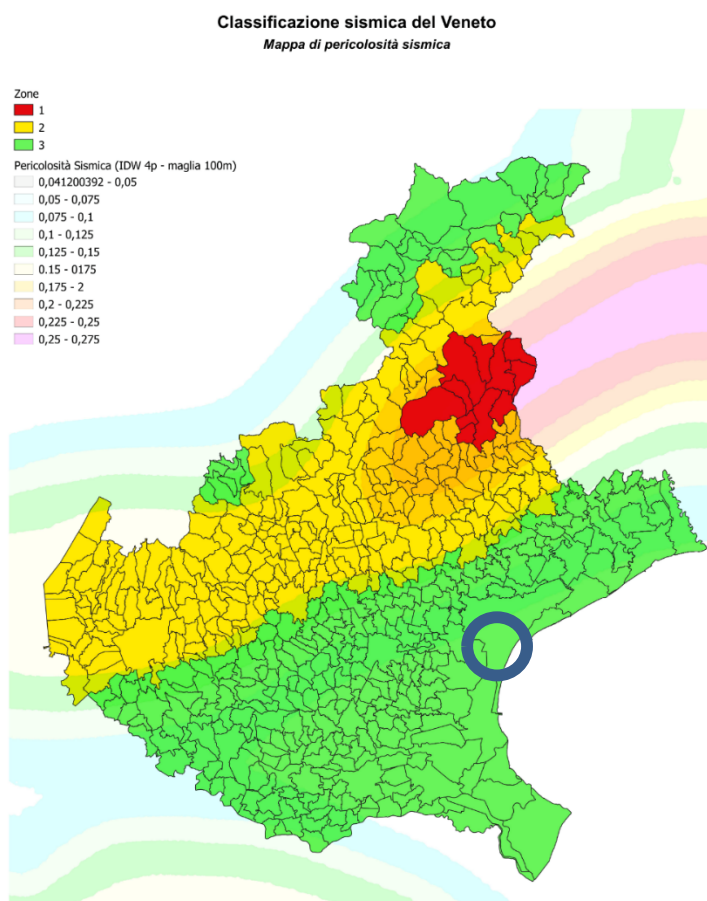 Classificazione sismica del Veneto
Mappa di pericolosità sismica
Zone
1
2
3
Pericolosità Sismica (IDW 4p - maglia 100m)
0,041200392 - 0,05
0,05 - 0,075
0,075 - 0,1
0,1 - 0,125
0,125 - 0,15
0.15 - 0175
0,175 - 2
0,2 - 0,225
0,225 - 0,25
0,25 - 0,275